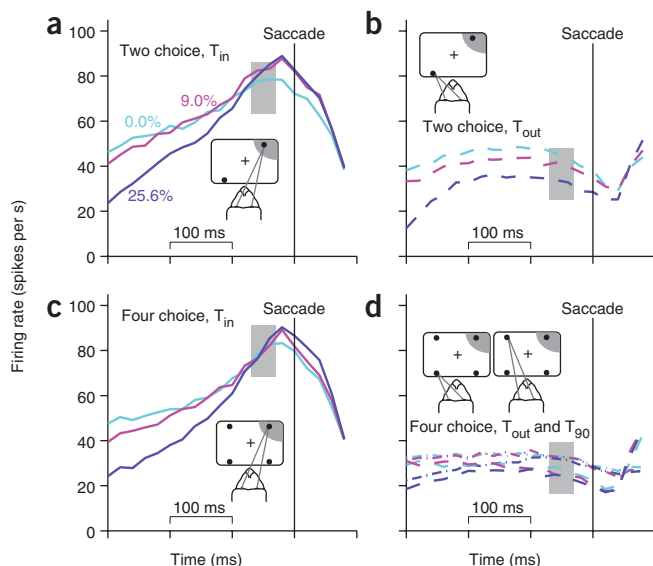 a
Two choice, Tin
Saccade
100
80
60
40
20
0
9.0%
0.0%
25.6%
100 ms
b
Saccade
Two choice, Tout
100 ms
Firing rate (spikes per s)
c
Four choice, Tin
Saccade
100
80
60
40
20
0
100 ms
Time (ms)
d
Saccade
Four choice, Tout and T90
100 ms
Time (ms)